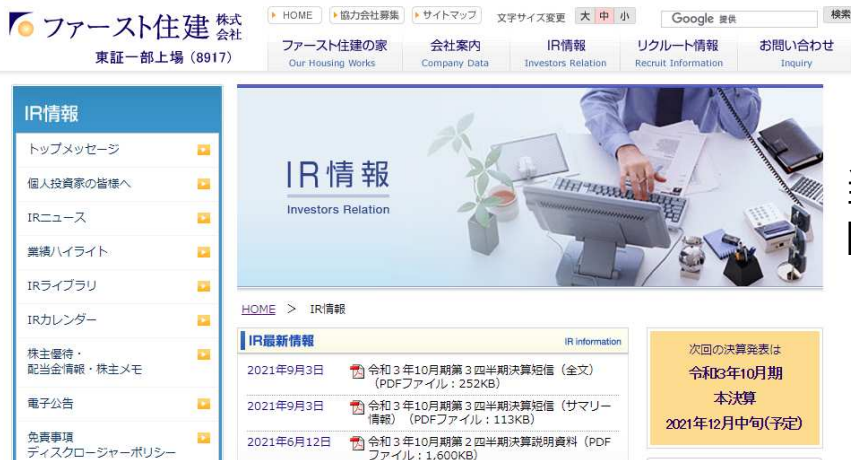 ファースト住建 株式会社
東証一部上場（8917）
HOME
協力会社募集
サイトマップ
文字サイズ変更 大 中 小
Google 提供
検索
ファースト住建の家
Our Housing Works
会社案内
Company Data
IR情報
Investors Relation
リクルート情報
Recruit Information
お問い合わせ
Inquiry
IR情報
トップメッセージ
個人投資家の皆様へ
IRニュース
業績ハイライト
IRライブラリ
IRカレンダー
株主優待・
配当金情報・株主メモ
電子公告
免責事項
ディスクロージャーポリシー
IR情報
Investors Relation
HOME ＞ IR情報
IR最新情報
IR information
2021年9月3日 令和３年10月期第３四半期決算短信（全文）
（PDFファイル：252KB）
2021年9月3日 令和３年10月期第３四半期決算短信（サマリー
情報）（PDFファイル：113KB）
2021年6月12日 令和３年10月期第２四半期決算説明資料（PDF
ファイル：1,600KB）
次回の決算発表は
令和3年10月期
本決算
2021年12月中旬(予定)